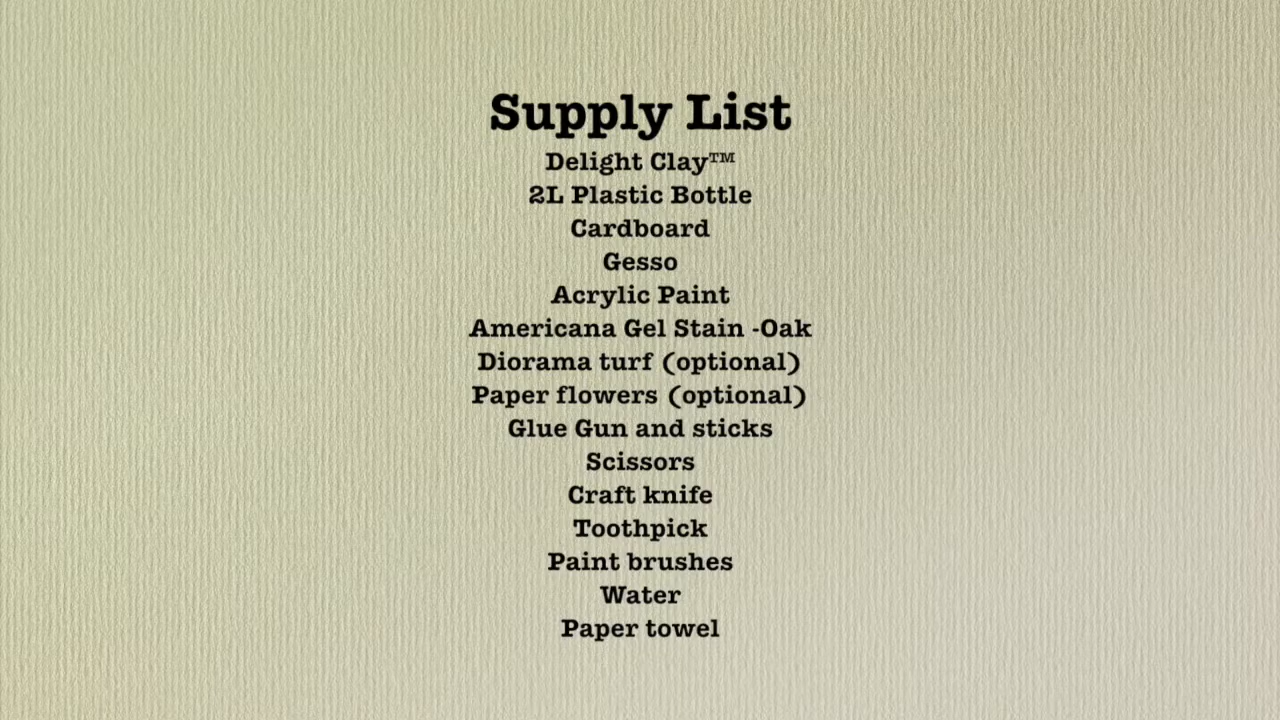 Supply List
Delight Clay™
2L Plastic Bottle
Cardboard
Gesso
Acrylic Paint
Americana Gel Stain -Oak
Diorama turf (optional)
Paper flowers (optional)
Glue Gun and sticks
Scissors
Craft knife
Toothpick
Paint brushes
Water
Paper towel